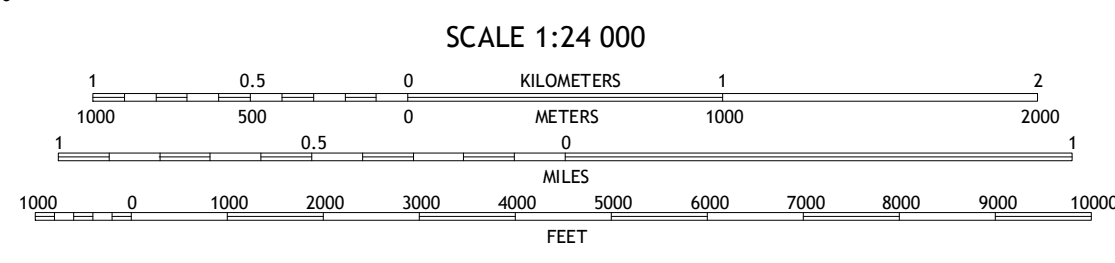 SCALE 1:24 000
1 0.5 0 KILOMETERS 1 2
1000 500 0 METERS 1000 2000
1 0.5 0 1
MILES
1000 0 1000 2000 3000 4000 5000 6000 7000 8000 9000 10000
FEET